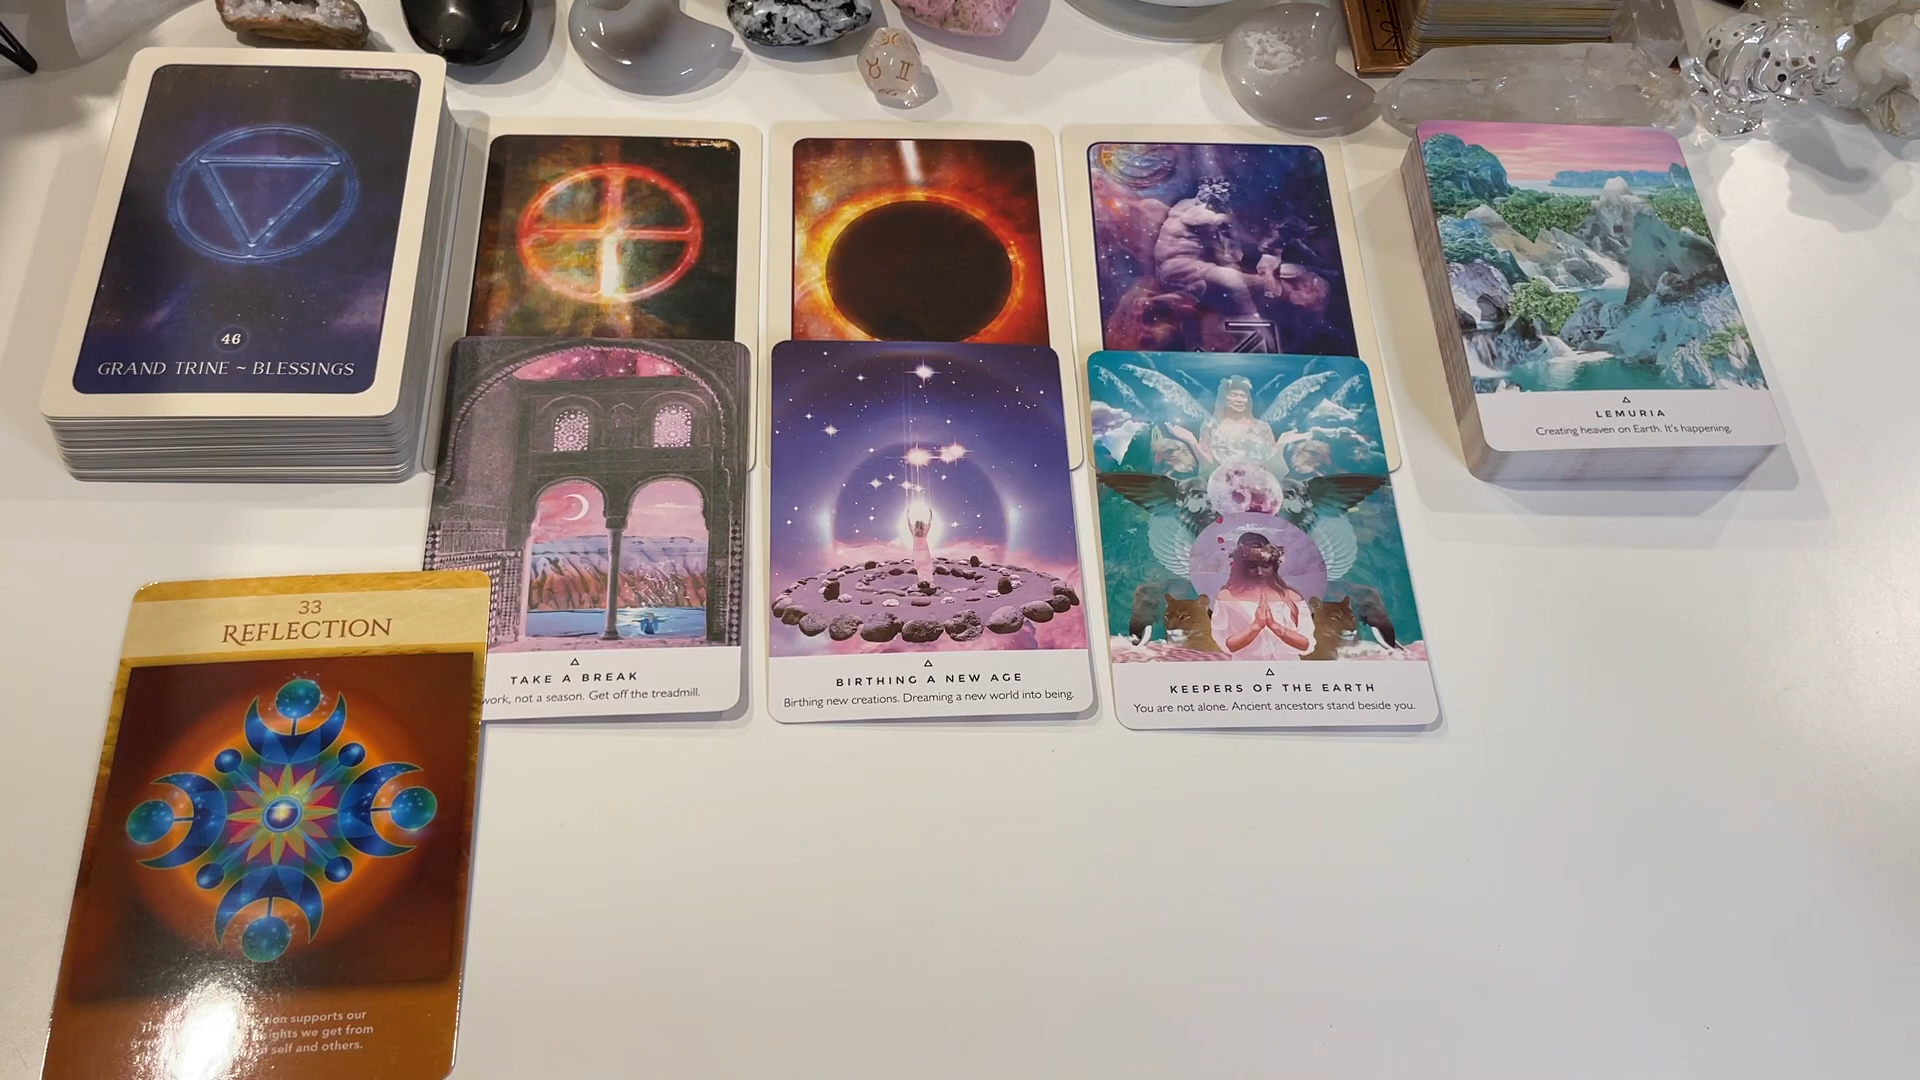 46
GRAND TRINE ~ BLESSINGS
LEMURIA
Creating heaven on Earth. It's happening.
TAKE A BREAK
work, not a season. Get off the treadmill.
BIRTHING A NEW AGE
Birthing new creations. Dreaming a new world into being.
KEEPERS OF THE EARTH
You are not alone. Ancient ancestors stand beside you.
33
REFLECTION
supports our
we get from
self and others.